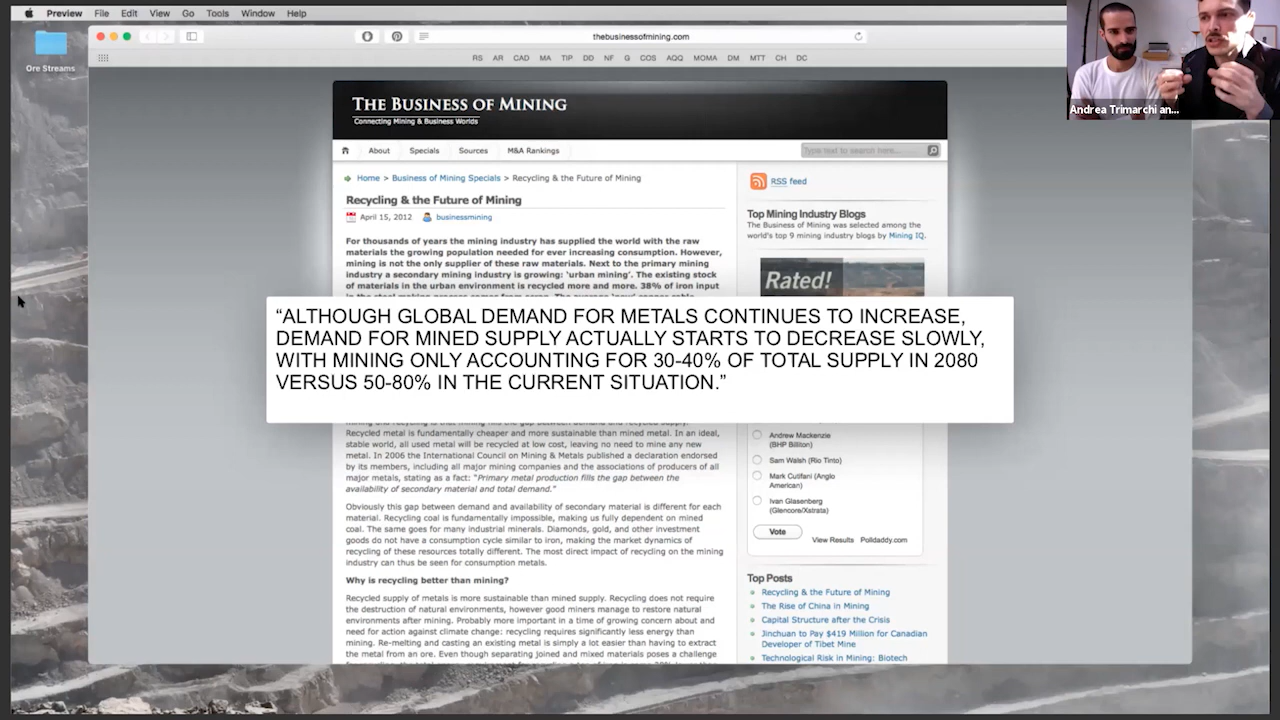 Preview File Edit View Go Tools Window Help
Ore Streams
thebusinessofmining.com
RS AR CAD MA TIP DD NF G COS AQQ MOMA DM MTT CH DC
Andrea Trimarchi an...
THE BUSINESS OF MINING
Connecting Mining & Business Worlds
About Specials Sources M&A Rankings
Type text to search here...
Home > Business of Mining Specials > Recycling & the Future of Mining
Recycling & the Future of Mining
April 15, 2012 businessmining
For thousands of years the mining industry has supplied the world with the raw
materials the growing population needed for ever increasing consumption. However,
mining is not the only supplier of these raw materials. Next to the primary mining
industry a secondary mining industry is growing: 'urban mining'. The existing stock
of materials in the urban environment is recycled more and more. 38% of iron input
"ALTHOUGH GLOBAL DEMAND FOR METALS CONTINUES TO INCREASE,
DEMAND FOR MINED SUPPLY ACTUALLY STARTS TO DECREASE SLOWLY,
WITH MINING ONLY ACCOUNTING FOR 30-40% OF TOTAL SUPPLY IN 2080
VERSUS 50-80% IN THE CURRENT SITUATION."
Recycled metal is fundamentally cheaper and more sustainable than mined metal. In an ideal,
stable world, all used metal will be recycled at low cost, leaving no need to mine any new
metal. In 2006 the International Council on Mining & Metals published a declaration endorsed
by its members, including all major mining companies and the associations of producers of all
major metals, stating as a fact: "Primary metal production fills the gap between the
availability of secondary material and total demand."
Obviously this gap between demand and availability of secondary material is different for each
material. Recycling coal is fundamentally impossible, making us fully dependent on mined
coal. The same goes for many industrial minerals. Diamonds, gold, and other investment
goods do not have a consumption cycle similar to iron, making the market dynamics of
recycling of these resources totally different. The most direct impact of recycling on the mining
industry can thus be seen for consumption metals.
Why is recycling better than mining?
Recycled supply of metals is more sustainable than mined supply. Recycling does not require
the destruction of natural environments, however good miners manage to restore natural
environments after mining. Probably more important in a time of growing concern about and
need for action against climate change: recycling requires significantly less energy than
mining. Re-melting and casting an existing metal is simply a lot easier than having to extract
the metal from an ore. Even though separating joined and mixed materials poses a challenge
RSS feed
Top Mining Industry Blogs
The Business of Mining was selected among the
world's top 9 mining industry blogs by Mining IQ.
Rated!
Andrew Mackenzie
(BHP Billiton)
Sam Walsh (Rio Tinto)
Mark Cutifani (Anglo
American)
Ivan Glasenberg
(Glencore/Xstrata)
Vote View Results Polldaddy.com
Top Posts
Recycling & the Future of Mining
The Rise of China in Mining
Capital Structure after the Crisis
Jinchuan to Pay $419 Million for Canadian
Developer of Tibet Mine
Technological Risk in Mining: Biotech